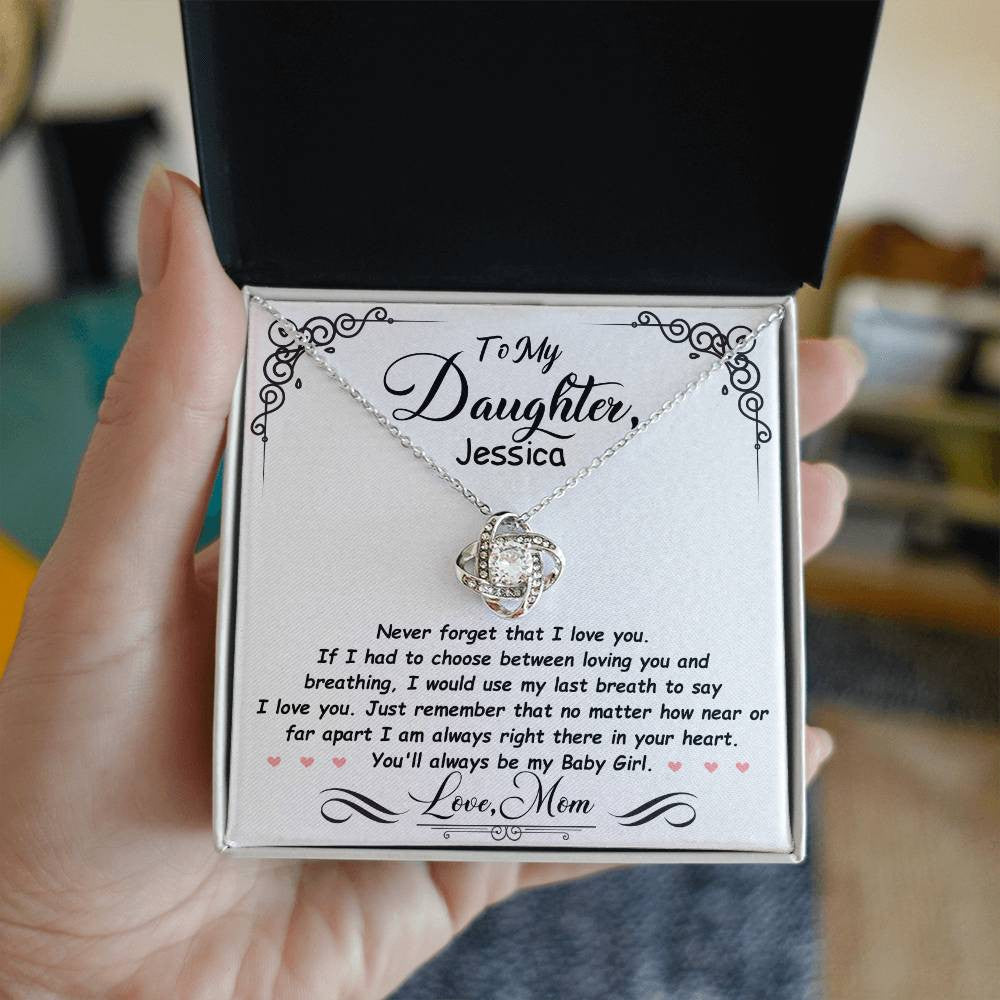 To My
Daughter,
Jessica
Never forget that I love you.
If I had to choose between loving you and
breathing, I would use my last breath to say
I love you. Just remember that no matter how near or
far apart I am always right there in your heart.
You'll always be my Baby Girl.
Love, Mom